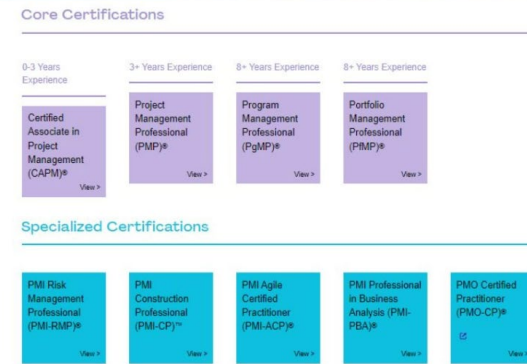 Core Certifications
0-3 Years
Experience
3+ Years Experience
8+ Years Experience
8+ Years Experience
Certified
Associate in
Project
Management
(CAPM)®
View >
Project
Management
Professional
(PMP)®
View >
Program
Management
Professional
(PgMP)®
View >
Portfolio
Management
Professional
(PfMP)®
View >
Specialized Certifications
PMI Risk
Management
Professional
(PMI-RMP)®
View >
PMI
Construction
Professional
(PMI-CP)™
View >
PMI Agile
Certified
Practitioner
(PMI-ACP)®
View >
PMI Professional
in Business
Analysis (PMI-
PBA)®
View >
PMO Certified
Practitioner
(PMO-CP)®
View